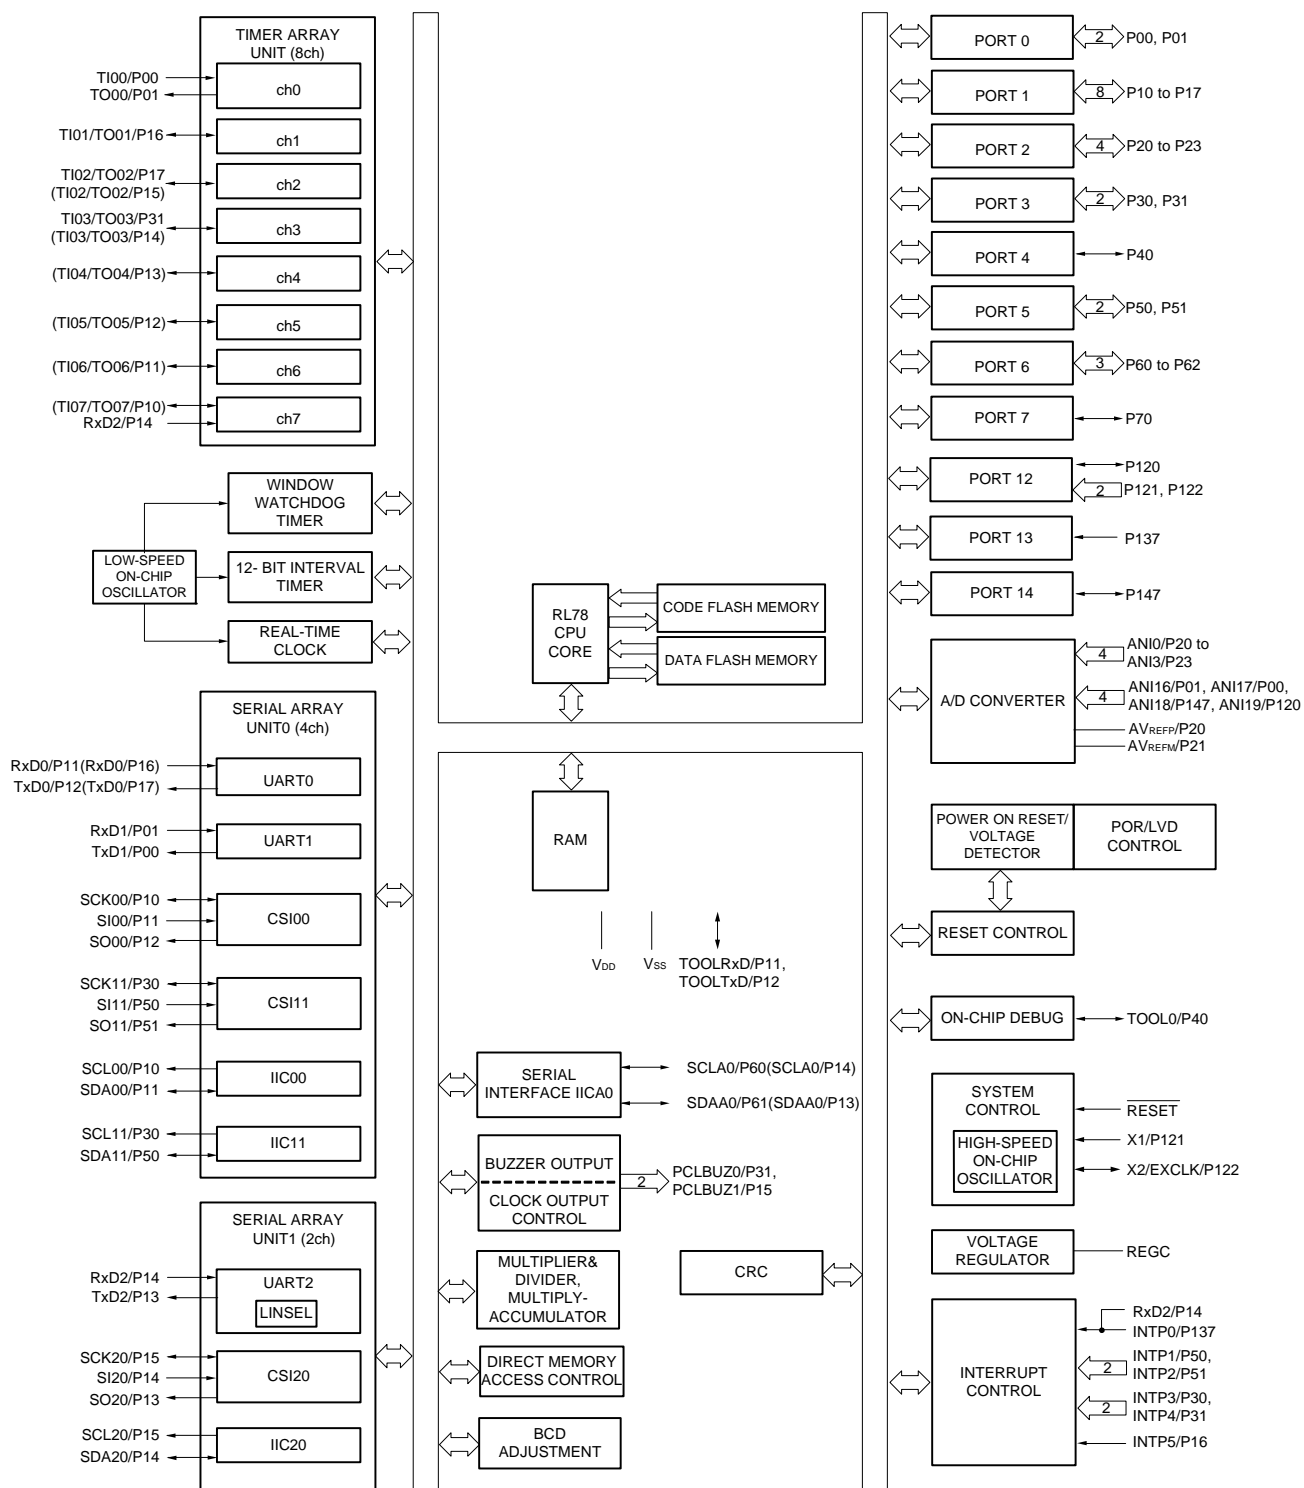 TIMER ARRAY
UNIT (8ch)
TI00/P00
TO00/P01
ch0
TI01/TO01/P16
ch1
TI02/TO02/P17
(TI02/TO02/P15)
ch2
TI03/TO03/P31
(TI03/TO03/P14)
ch3
(TI04/TO04/P13)
ch4
(TI05/TO05/P12)
ch5
(TI06/TO06/P11)
ch6
(TI07/TO07/P10)
RxD2/P14
ch7
WINDOW
WATCHDOG
TIMER
LOW-SPEED
ON-CHIP
OSCILLATOR
12- BIT INTERVAL
TIMER
REAL-TIME
CLOCK
SERIAL ARRAY
UNIT0 (4ch)
RxD0/P11(RxD0/P16)
TxD0/P12(TxD0/P17)
UART0
RxD1/P01
TxD1/P00
UART1
SCK00/P10
SI00/P11
SO00/P12
CSI00
SCK11/P30
SI11/P50
SO11/P51
CSI11
SCL00/P10
SDA00/P11
IIC00
SCL11/P30
SDA11/P50
IIC11
SERIAL ARRAY
UNIT1 (2ch)
RxD2/P14
TxD2/P13
UART2
LINSEL
SCK20/P15
SI20/P14
SO20/P13
CSI20
SCL20/P15
SDA20/P14
IIC20
RL78
CPU
CORE
CODE FLASH MEMORY
DATA FLASH MEMORY
RAM
VDD
VSS
TOOLRxD/P11,
TOOLTxD/P12
SERIAL
INTERFACE IICA0
SCLA0/P60(SCLA0/P14)
SDAA0/P61(SDAA0/P13)
BUZZER OUTPUT
CLOCK OUTPUT
CONTROL
2
PCLBUZ0/P31,
PCLBUZ1/P15
MULTIPLIER&
DIVIDER,
MULTIPLY-
ACCUMULATOR
CRC
DIRECT MEMORY
ACCESS CONTROL
BCD
ADJUSTMENT
PORT 0
2
P00, P01
PORT 1
8
P10 to P17
PORT 2
4
P20 to P23
PORT 3
2
P30, P31
PORT 4
P40
PORT 5
2
P50, P51
PORT 6
3
P60 to P62
PORT 7
P70
PORT 12
P120
2
P121, P122
PORT 13
P137
PORT 14
P147
A/D CONVERTER
4
ANI0/P20 to
ANI3/P23
4
ANI16/P01, ANI17/P00,
ANI18/P147, ANI19/P120
AVREFP/P20
AVREFM/P21
POWER ON RESET/
VOLTAGE
DETECTOR
POR/LVD
CONTROL
RESET CONTROL
ON-CHIP DEBUG
TOOL0/P40
SYSTEM
CONTROL
HIGH-SPEED
ON-CHIP
OSCILLATOR
RESET
X1/P121
X2/EXCLK/P122
VOLTAGE
REGULATOR
REGC
INTERRUPT
CONTROL
RxD2/P14
INTP0/P137
2
INTP1/P50,
INTP2/P51
2
INTP3/P30,
INTP4/P31
INTP5/P16